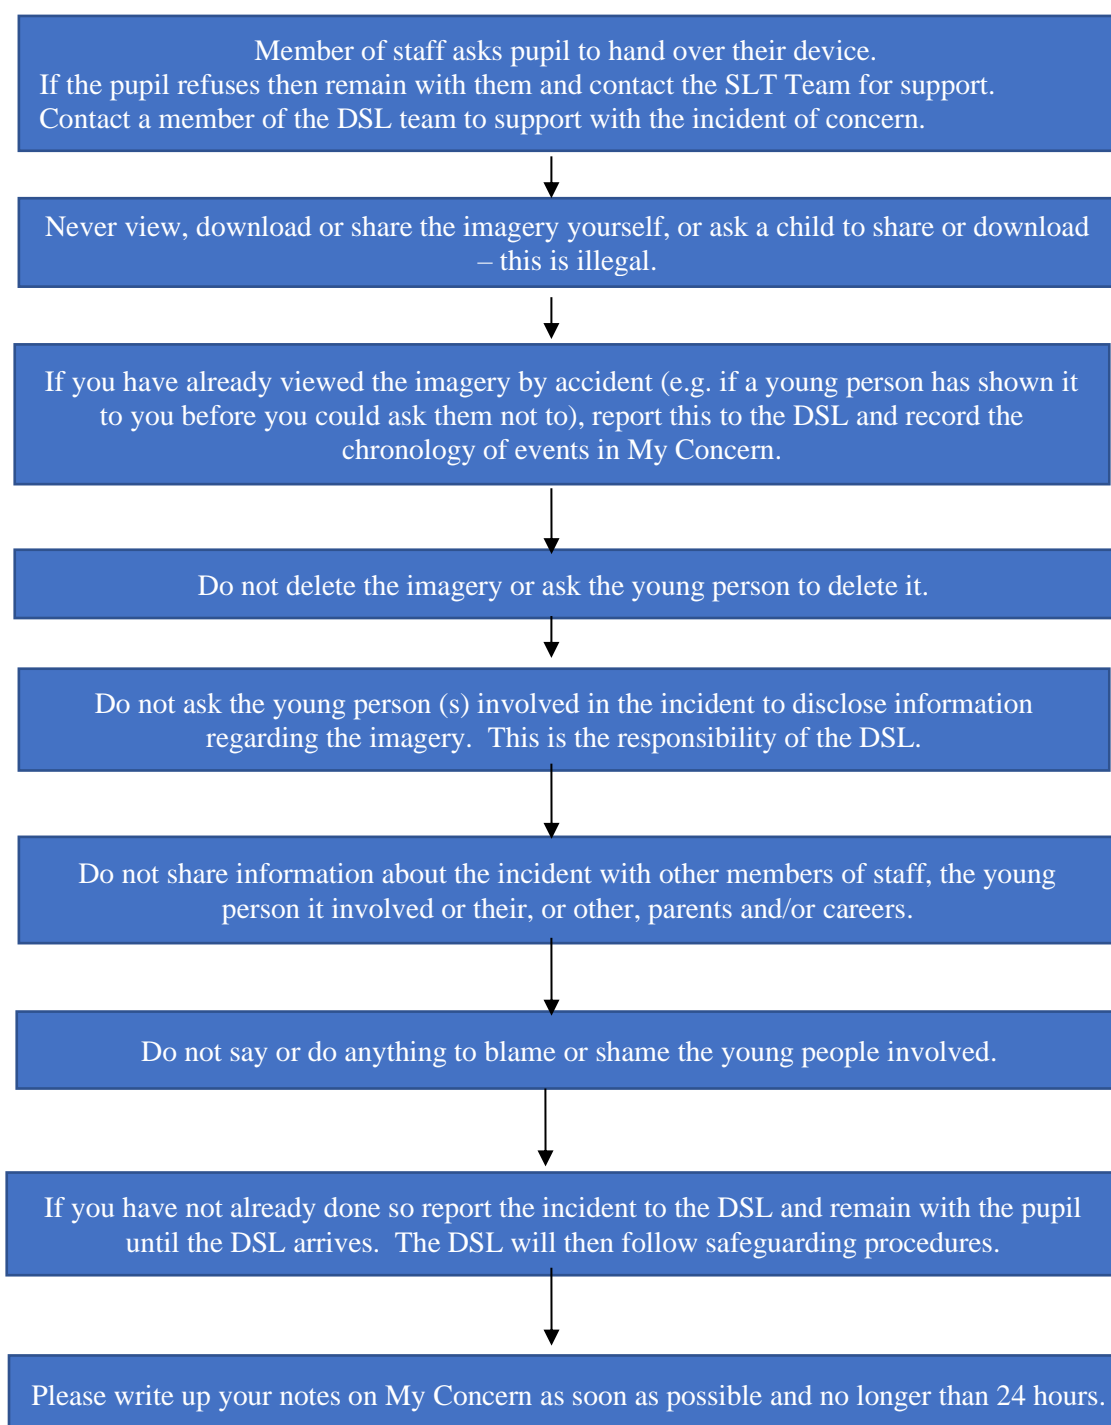 Member of staff asks pupil to hand over their device.
If the pupil refuses then remain with them and contact the SLT Team for support.
Contact a member of the DSL team to support with the incident of concern.
Never view, download or share the imagery yourself, or ask a child to share or download
– this is illegal.
If you have already viewed the imagery by accident (e.g. if a young person has shown it
to you before you could ask them not to), report this to the DSL and record the
chronology of events in My Concern.
Do not delete the imagery or ask the young person to delete it.
Do not ask the young person (s) involved in the incident to disclose information
regarding the imagery.  This is the responsibility of the DSL.
Do not share information about the incident with other members of staff, the young
person it involved or their, or other, parents and/or careers.
Do not say or do anything to blame or shame the young people involved.
If you have not already done so report the incident to the DSL and remain with the pupil
until the DSL arrives.  The DSL will then follow safeguarding procedures.
Please write up your notes on My Concern as soon as possible and no longer than 24 hours.